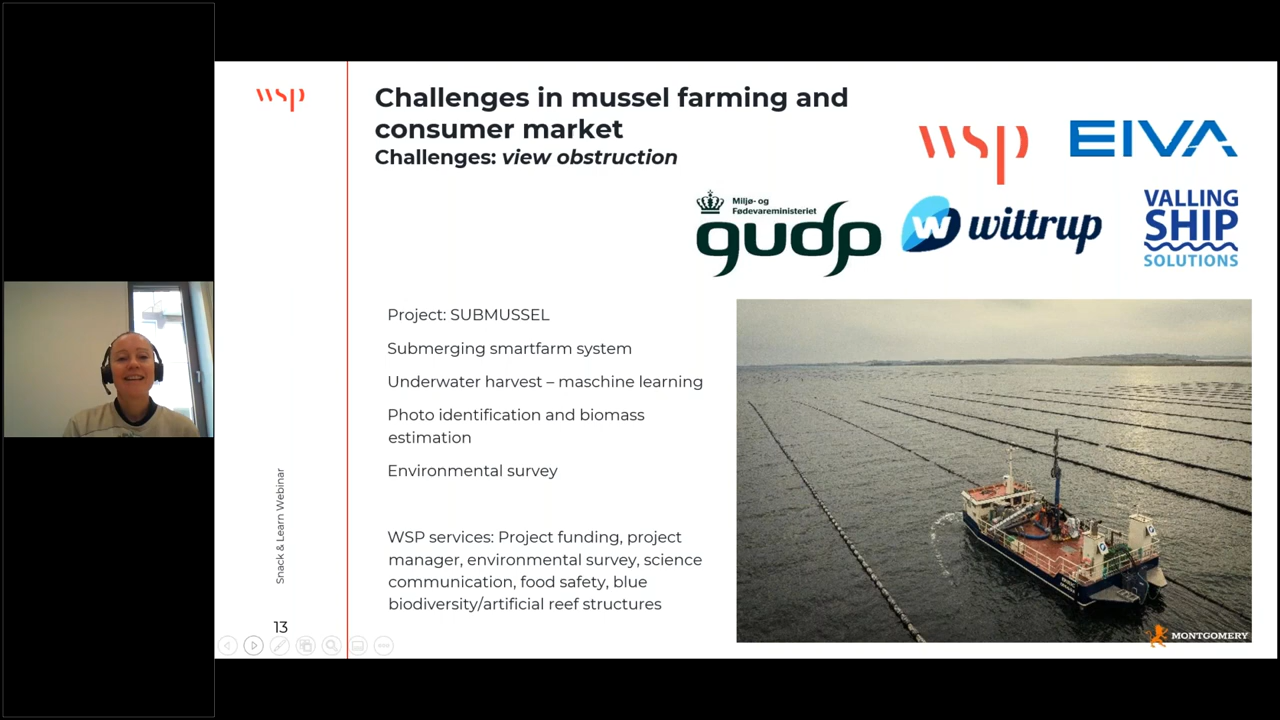 wsp
Challenges in mussel farming and
consumer market
Challenges: view obstruction
wsp
EIVA
Miljø- og
Fødevareministeriet
gudp
w wittrup
VALLING
SHIP
SOLUTIONS
Project: SUBMUSSEL
Submerging smartfarm system
Underwater harvest – maschine learning
Photo identification and biomass
estimation
Environmental survey
WSP services: Project funding, project
manager, environmental survey, science
communication, food safety, blue
biodiversity/artificial reef structures
Snack & Learn Webinar
13
MONTGOMERY